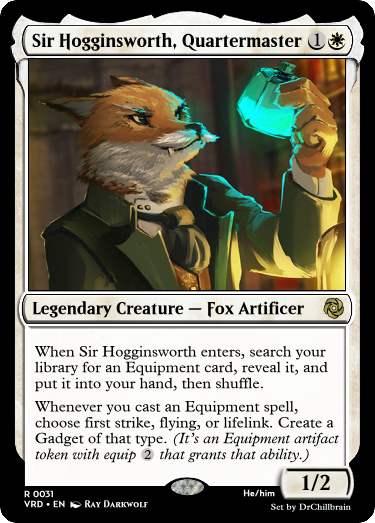 Sir Hogginsworth, Quartermaster 1
Legendary Creature — Fox Artificer
When Sir Hogginsworth enters, search your
library for an Equipment card, reveal it, and
put it into your hand, then shuffle.
Whenever you cast an Equipment spell,
choose first strike, flying, or lifelink. Create a
Gadget of that type. (It's an Equipment artifact
token with equip 2 that grants that ability.)
1/2
R 0031
VRD • EN Ray Darkwolf
He/him
Set by DrChillbrain